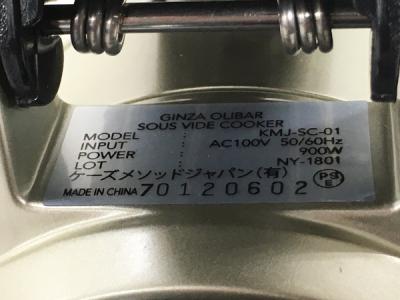 GINZA OLIBAR
SOUS VIDE COOKER
MODEL : KMJ-SC-01
INPUT : AC100V 50/60Hz
POWER : 900W
LOT : NY-1801
ケーズメソッドジャパン(有)
MADE IN CHINA 70120602
PS
E